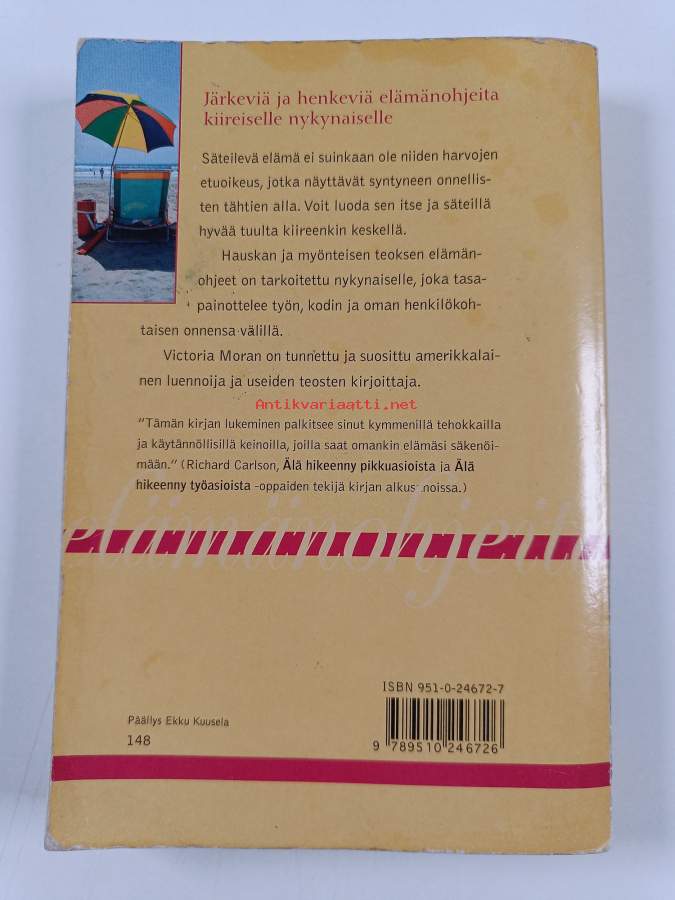 Järkeviä ja henkeviä elämänohjeita
kiireiselle nykynaiselle
Säteilevä elämä ei suinkaan ole niiden harvojen
etuoikeus, jotka näyttävät syntyneen onnellis-
ten tähtien alla. Voit luoda sen itse ja säteillä
hyvää tuulta kiireenkin keskellä.
Hauskan ja myönteisen teoksen elämän-
ohjeet on tarkoitettu nykynaiselle, joka tasa-
painottelee työn, kodin ja oman henkilökoh-
taisen onnensa välillä.
Victoria Moran on tunnettu ja suosittu amerikkalai-
nen luennoija ja useiden teosten kirjoittaja.
Antikvariaatti.net
"Tämän kirjan lukeminen palkitsee sinut kymmenillä tehokkailla
ja käytännöllisillä keinoilla, joilla saat omankin elämäsi säkenöi-
mään." (Richard Carlson, Älä hikeenny pikkuasioista ja Älä
hikeenny työasioista -oppaiden tekijä kirjan alkusanoissa.)
elämänohjeit
ISBN 951-0-24672-7
9 789510 246726
Päällys Ekku Kuusela
148